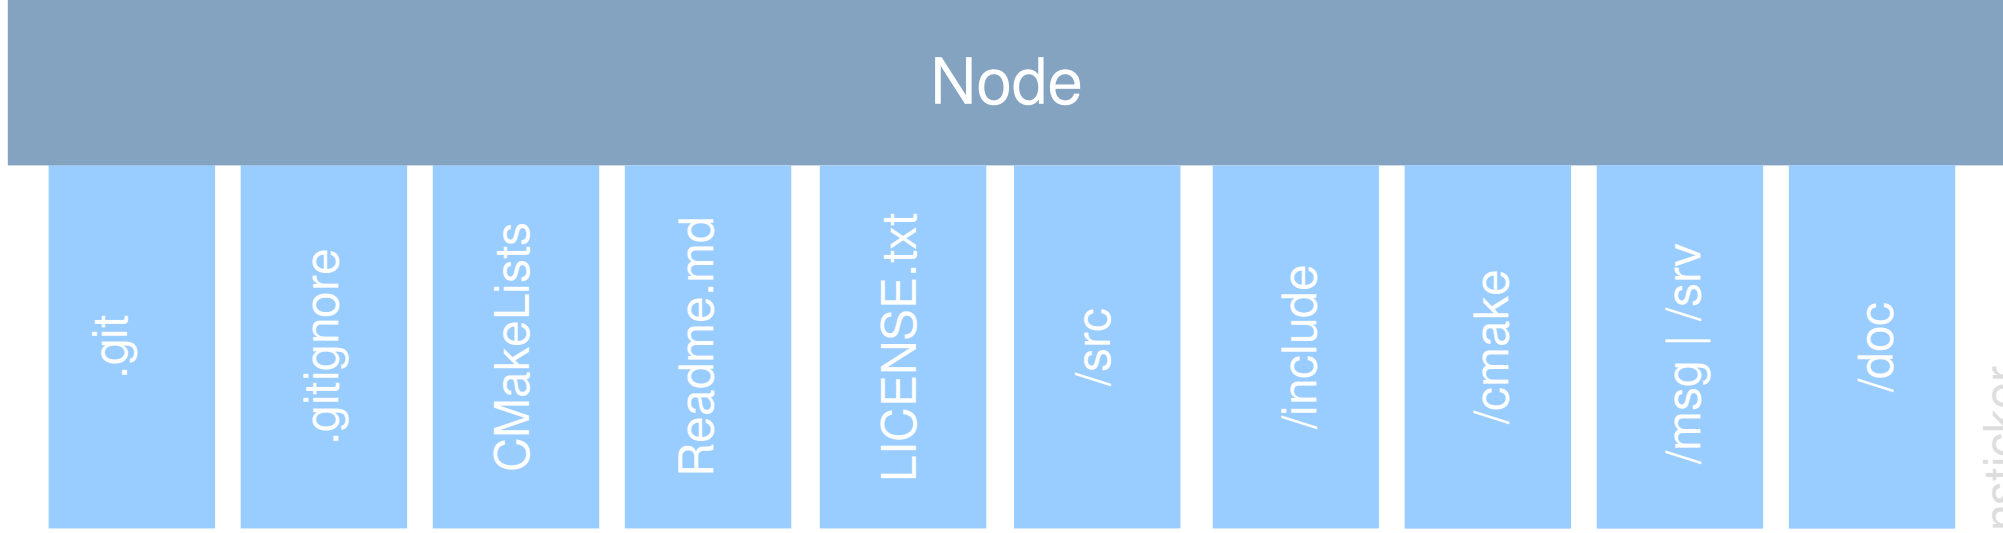 Node
.git
.gitignore
CMakeLists
Readme.md
LICENSE.txt
/src
/include
/cmake
/msg | /srv
/doc